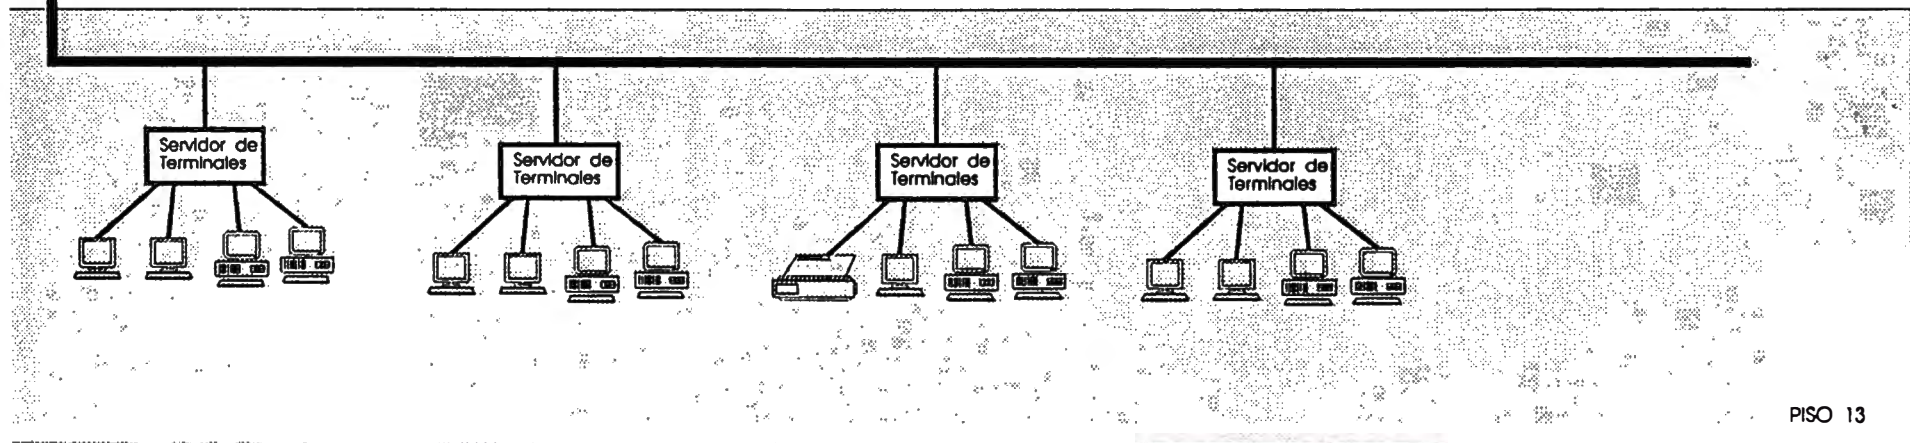 Servidor de
Terminales
Servidor de
Terminales
Servidor de
Terminales
Servidor de
Terminales
PISO 13